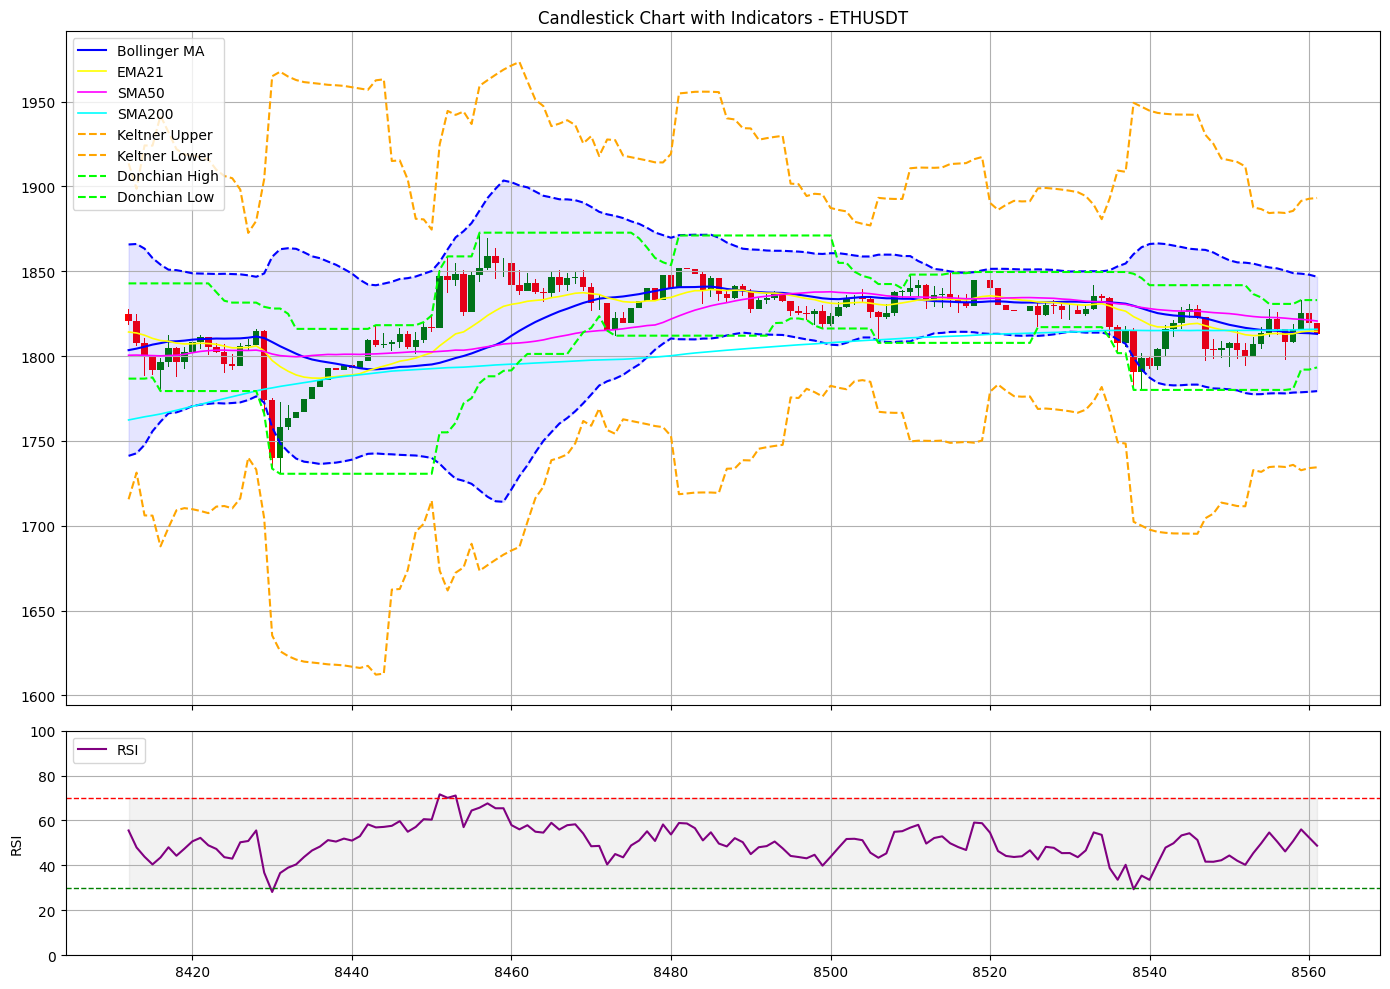 Candlestick Chart with Indicators - ETHUSDT
Bollinger MA
EMA21
SMA50
SMA200
Keltner Upper
Keltner Lower
Donchian High
Donchian Low
1950
1900
1850
1800
1750
1700
1650
1600
RSI
100
80
60
40
20
0
RSI
8420 8440 8460 8480 8500 8520 8540 8560